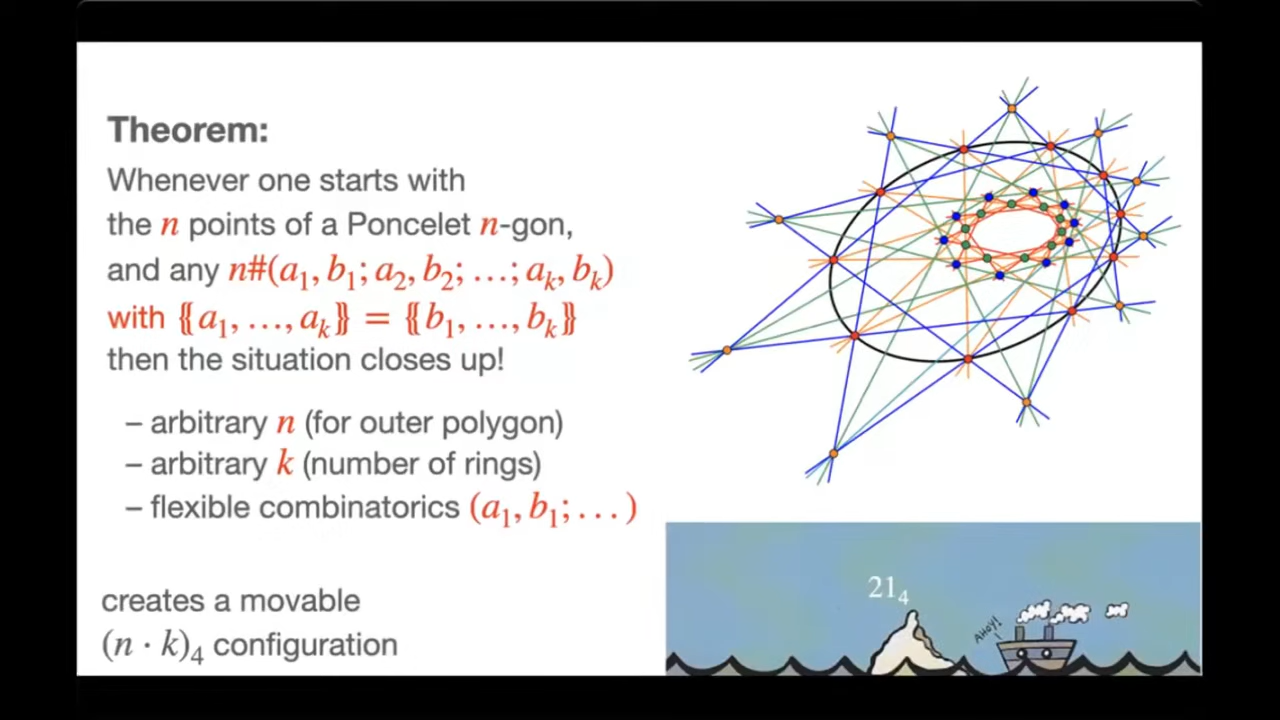 Theorem:
Whenever one starts with
the n points of a Poncelet n-gon,
and any n#(a₁, b₁; a₂, b₂; …; aₖ, bₖ)
with {{a₁, …, aₖ}} = {{b₁, …, bₖ}}
then the situation closes up!
– arbitrary n (for outer polygon)
– arbitrary k (number of rings)
– flexible combinatorics (a₁, b₁; …)
creates a movable
(n · k)₄ configuration
21₄
AHOY!